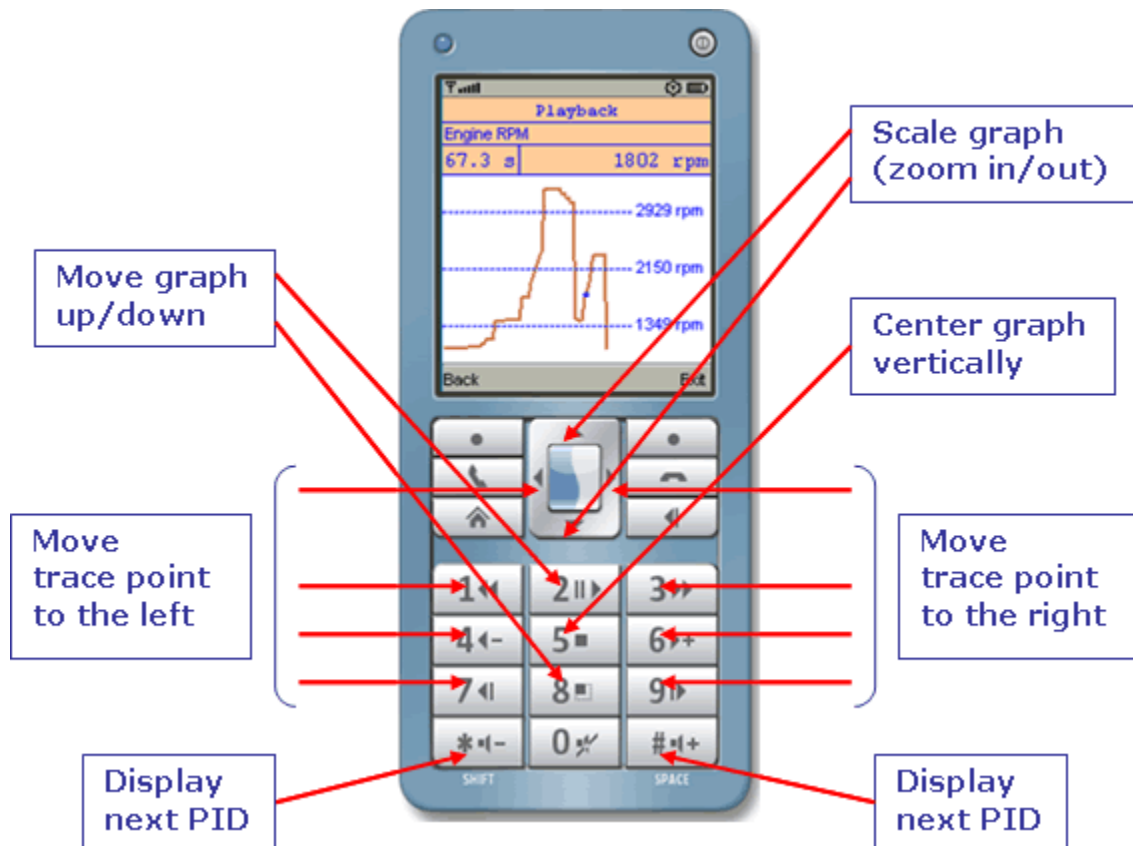 Playback
Engine RPM
67.3 s 1802 rpm
2929 rpm
2150 rpm
1349 rpm
Back Exit
Scale graph
(zoom in/out)
Move graph
up/down
Center graph
vertically
Move
trace point
to the left
Move
trace point
to the right
1
2
3
4 -
5
6 +
7
8
9
* -
0
# +
SHIFT
SPACE
Display
next PID
Display
next PID